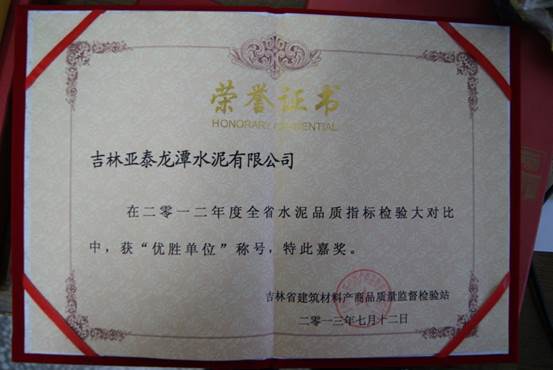 荣誉证书
HONORARY CREDENTIAL
吉林亚泰龙潭水泥有限公司
在二零一二年度全省水泥品质指标检验大对比
中，获“优胜单位”称号，特此嘉奖。
吉林省建筑材料产商品质量监督检验站
二零一三年七月十二日